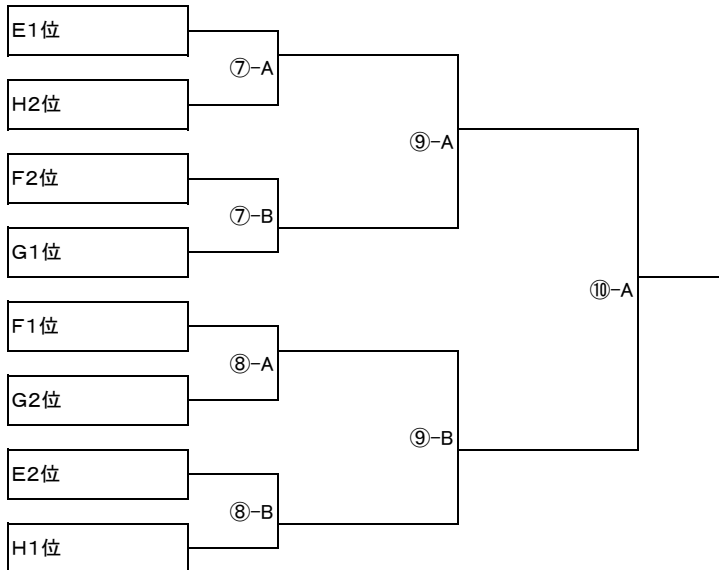 E1位
⑦-A
H2位
⑨-A
F2位
⑦-B
G1位
⑩-A
F1位
⑧-A
G2位
⑨-B
E2位
⑧-B
H1位